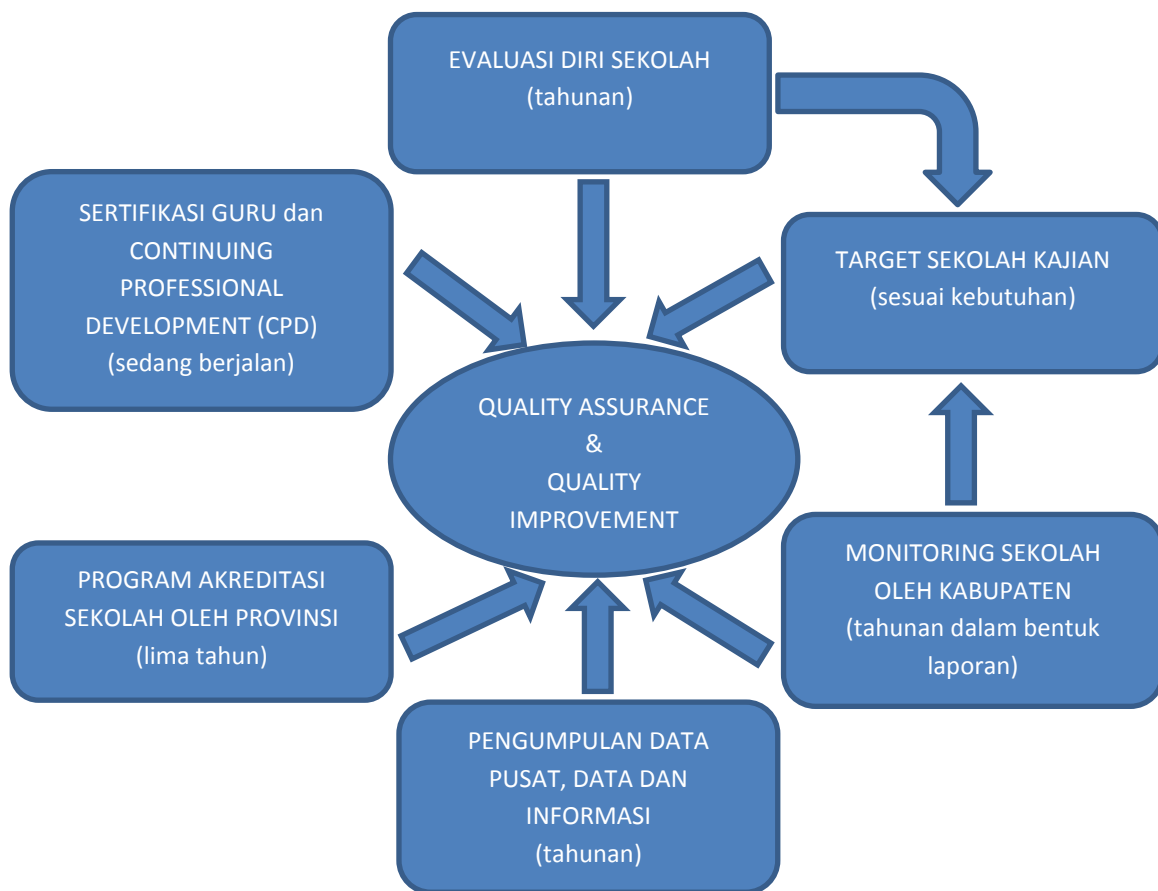 EVALUASI DIRI SEKOLAH
(tahunan)
SERTIFIKASI GURU dan
CONTINUING
PROFESSIONAL
DEVELOPMENT (CPD)
(sedang berjalan)
TARGET SEKOLAH KAJIAN
(sesuai kebutuhan)
QUALITY ASSURANCE
&
QUALITY
IMPROVEMENT
PROGRAM AKREDITASI
SEKOLAH OLEH PROVINSI
(lima tahun)
MONITORING SEKOLAH
OLEH KABUPATEN
(tahunan dalam bentuk
laporan)
PENGUMPULAN DATA
PUSAT, DATA DAN
INFORMASI
(tahunan)